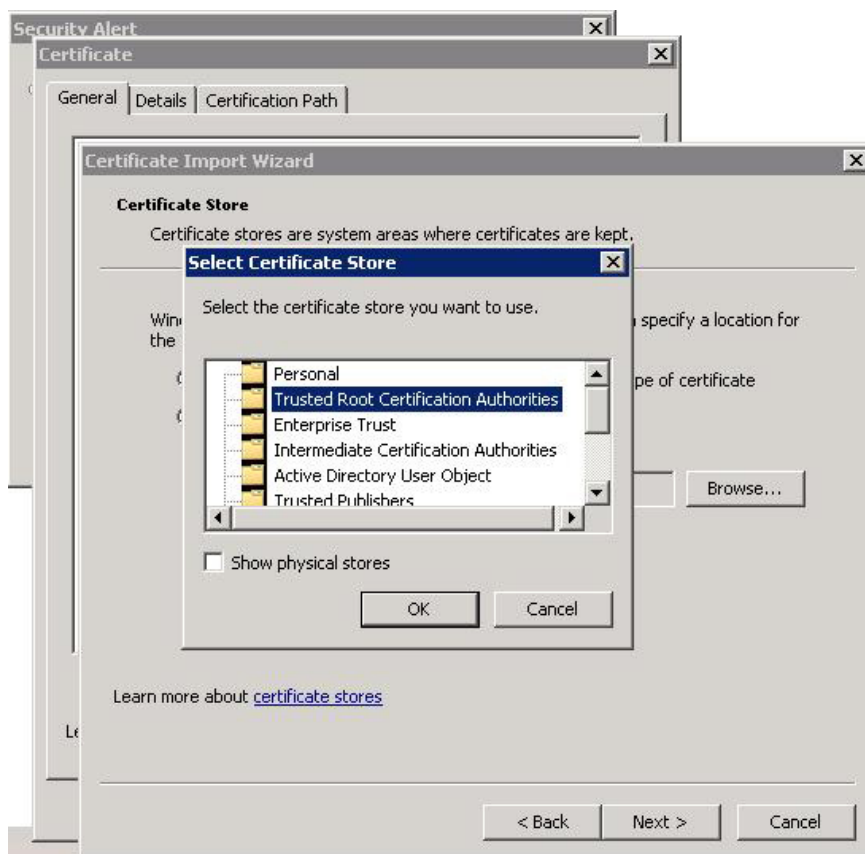 Security Alert
Certificate
General Details Certification Path
Certificate Import Wizard
Certificate Store
Certificate stores are system areas where certificates are kept.
Select Certificate Store
Select the certificate store you want to use.
specify a location for
the
of certificate
Personal
Trusted Root Certification Authorities
Enterprise Trust
Intermediate Certification Authorities
Active Directory User Object
Trusted Publishers
Browse...
Show physical stores
OK Cancel
Learn more about certificate stores
< Back Next > Cancel